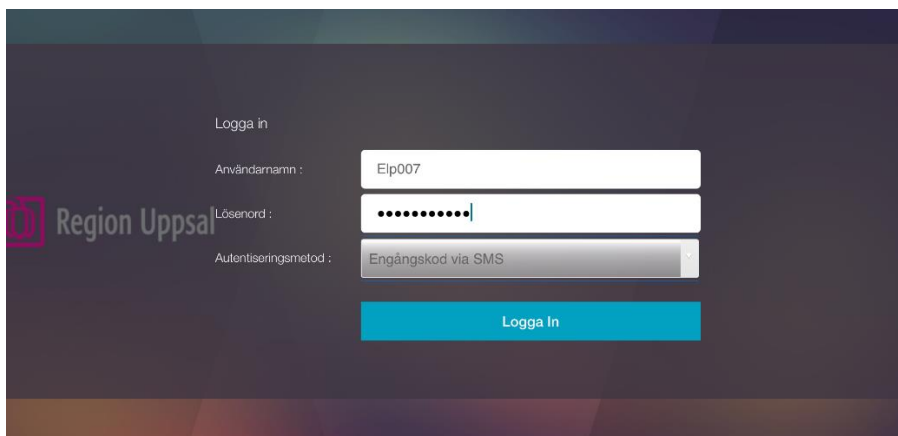 Logga in
Användarnamn :
Elp007
Region Uppsal
Lösenord :
•••••••••••
Autentiseringsmetod :
Engångskod via SMS
Logga In